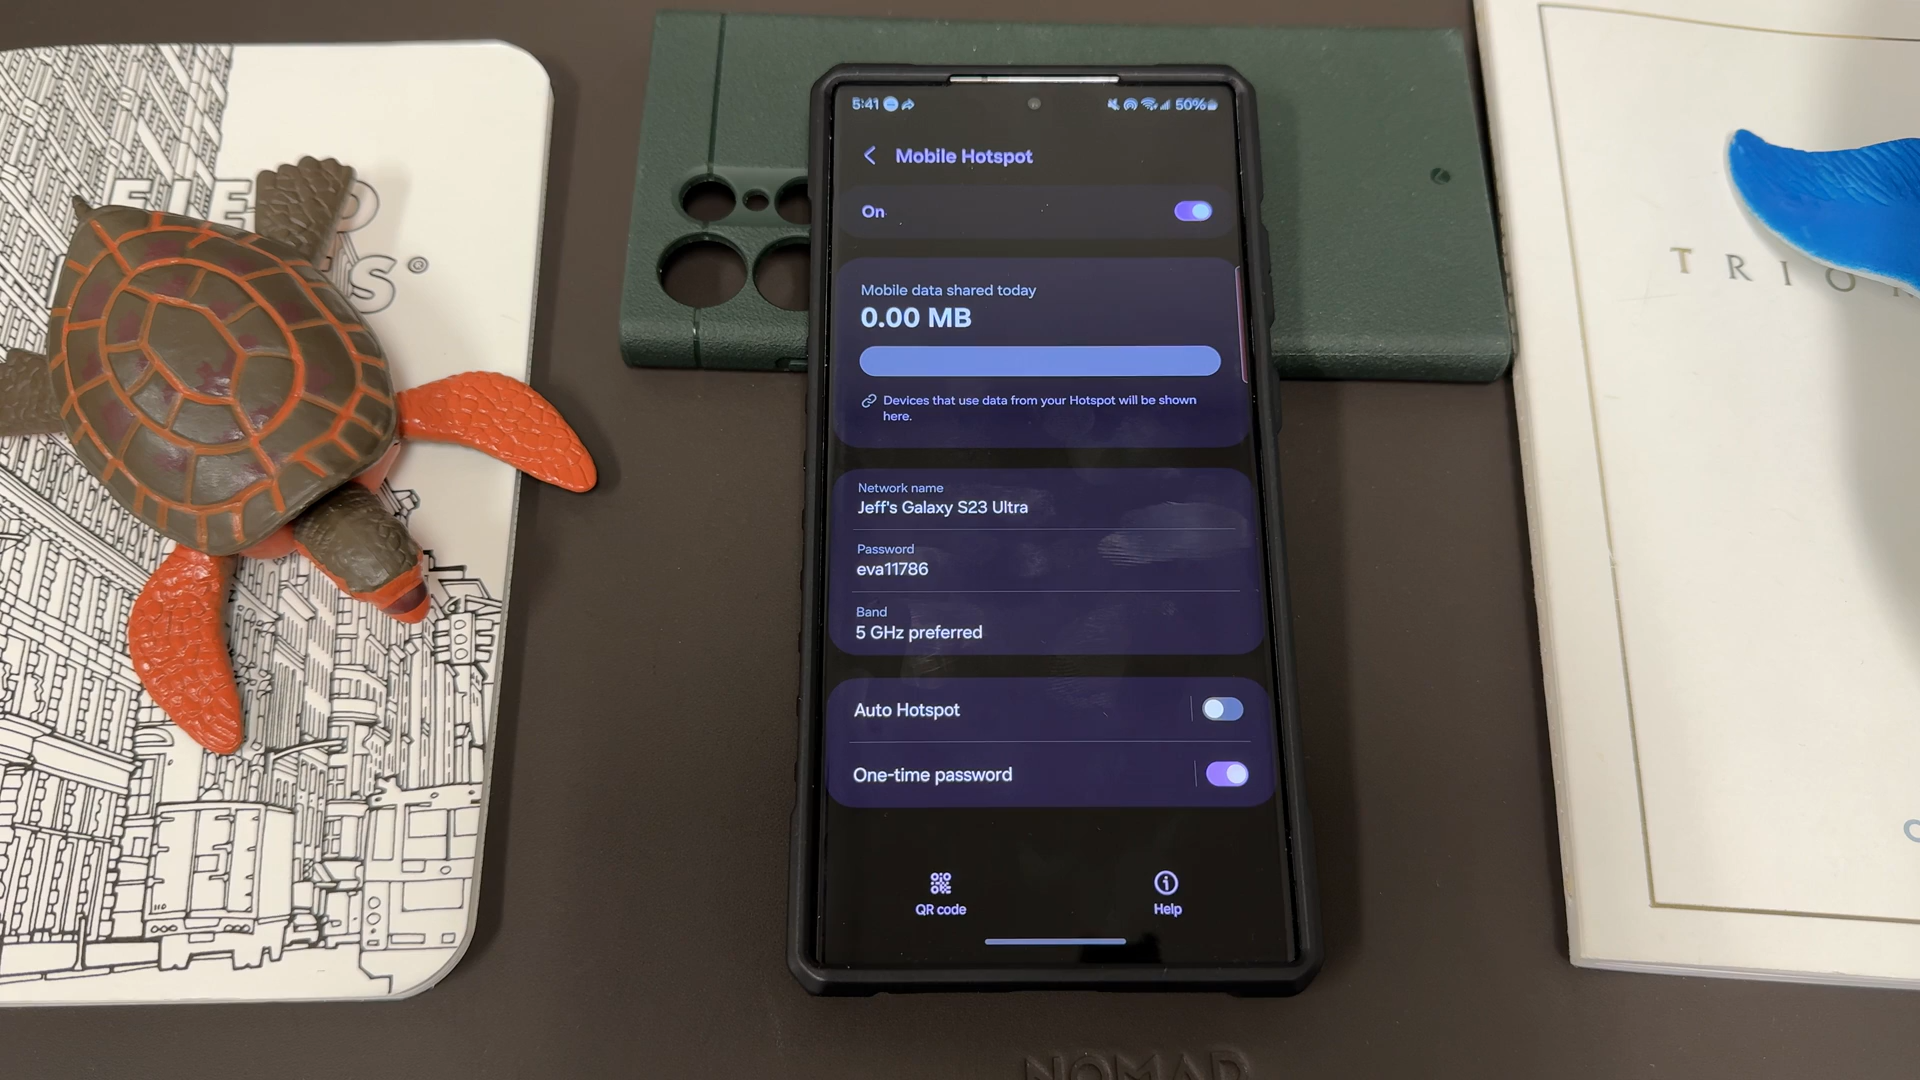 5:41
50%
Mobile Hotspot
On
Mobile data shared today
0.00 MB
Devices that use data from your Hotspot will be shown
here.
Network name
Jeff's Galaxy S23 Ultra
Password
eva11786
Band
5 GHz preferred
Auto Hotspot
One-time password
QR code
Help
NOMAD